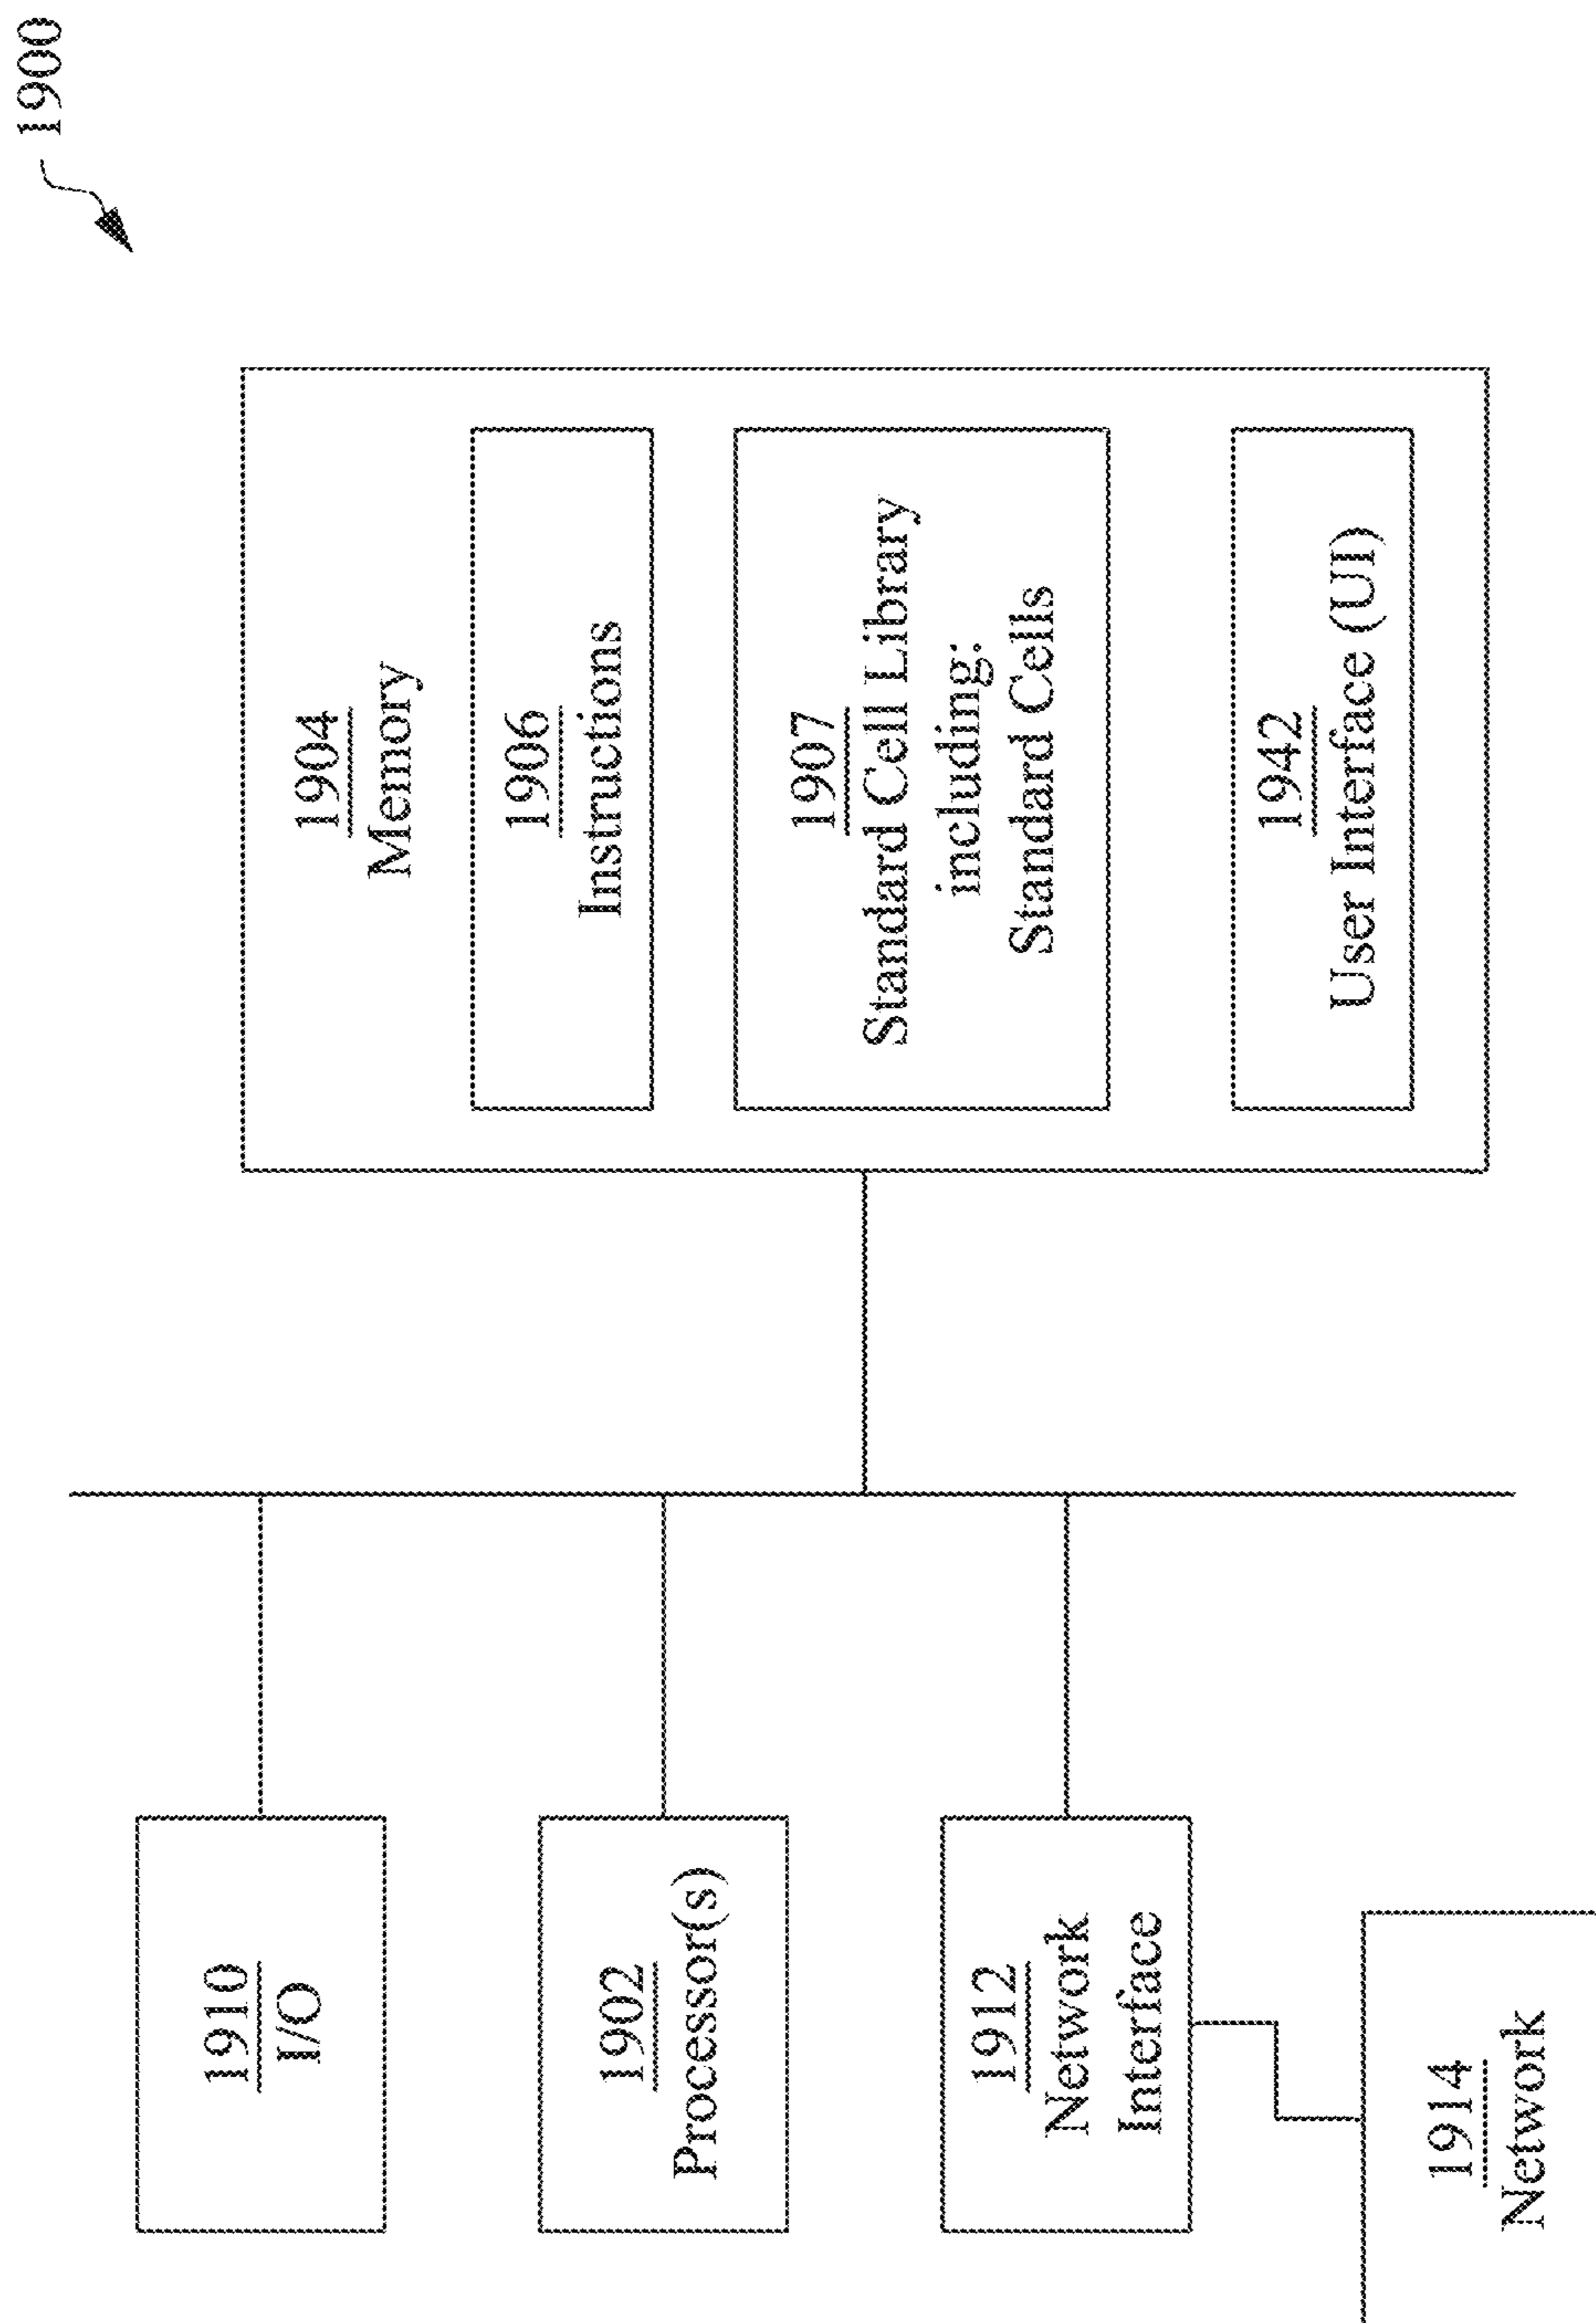 1900
1910
I/O
1902
Processor(s)
1912
Network
Interface
1914
Network
1904
Memory
1906
Instructions
1907
Standard Cell Library
including:
Standard Cells
1942
User Interface (UI)